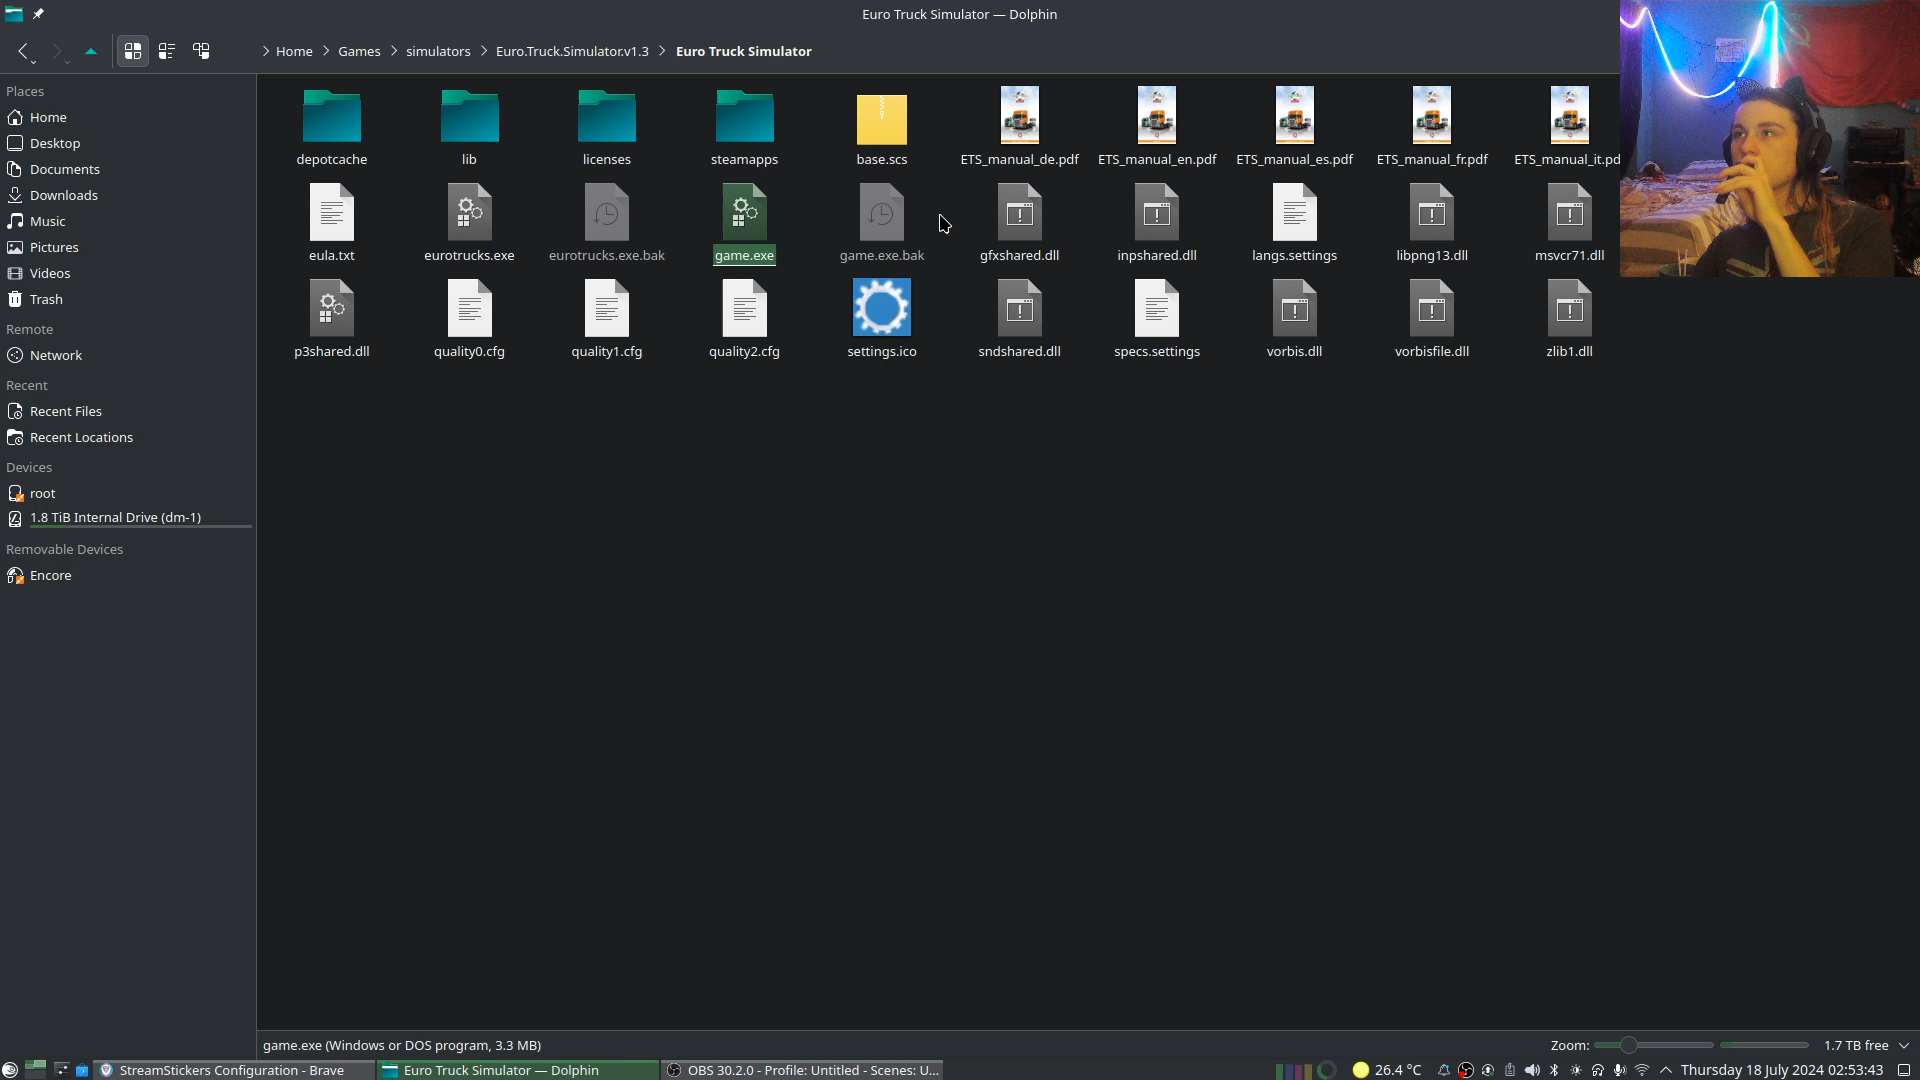 Euro Truck Simulator — Dolphin
Home
Games
simulators
Euro.Truck.Simulator.v1.3
Euro Truck Simulator
Places
Home
Desktop
Documents
Downloads
Music
Pictures
Videos
Trash
Remote
Network
Recent
Recent Files
Recent Locations
Devices
root
1.8 TiB Internal Drive (dm-1)
Removable Devices
Encore
depotcache
lib
licenses
steamapps
base.scs
ETS_manual_de.pdf
ETS_manual_en.pdf
ETS_manual_es.pdf
ETS_manual_fr.pdf
ETS_manual_it.pd
eula.txt
eurotrucks.exe
eurotrucks.exe.bak
game.exe
game.exe.bak
gfxshared.dll
inpshared.dll
langs.settings
libpng13.dll
msvcr71.dll
p3shared.dll
quality0.cfg
quality1.cfg
quality2.cfg
settings.ico
sndshared.dll
specs.settings
vorbis.dll
vorbisfile.dll
zlib1.dll
game.exe (Windows or DOS program, 3.3 MB)
Zoom:
1.7 TB free
StreamStickers Configuration - Brave
Euro Truck Simulator — Dolphin
OBS 30.2.0 - Profile: Untitled - Scenes: U...
26.4 °C
Thursday 18 July 2024 02:53:43